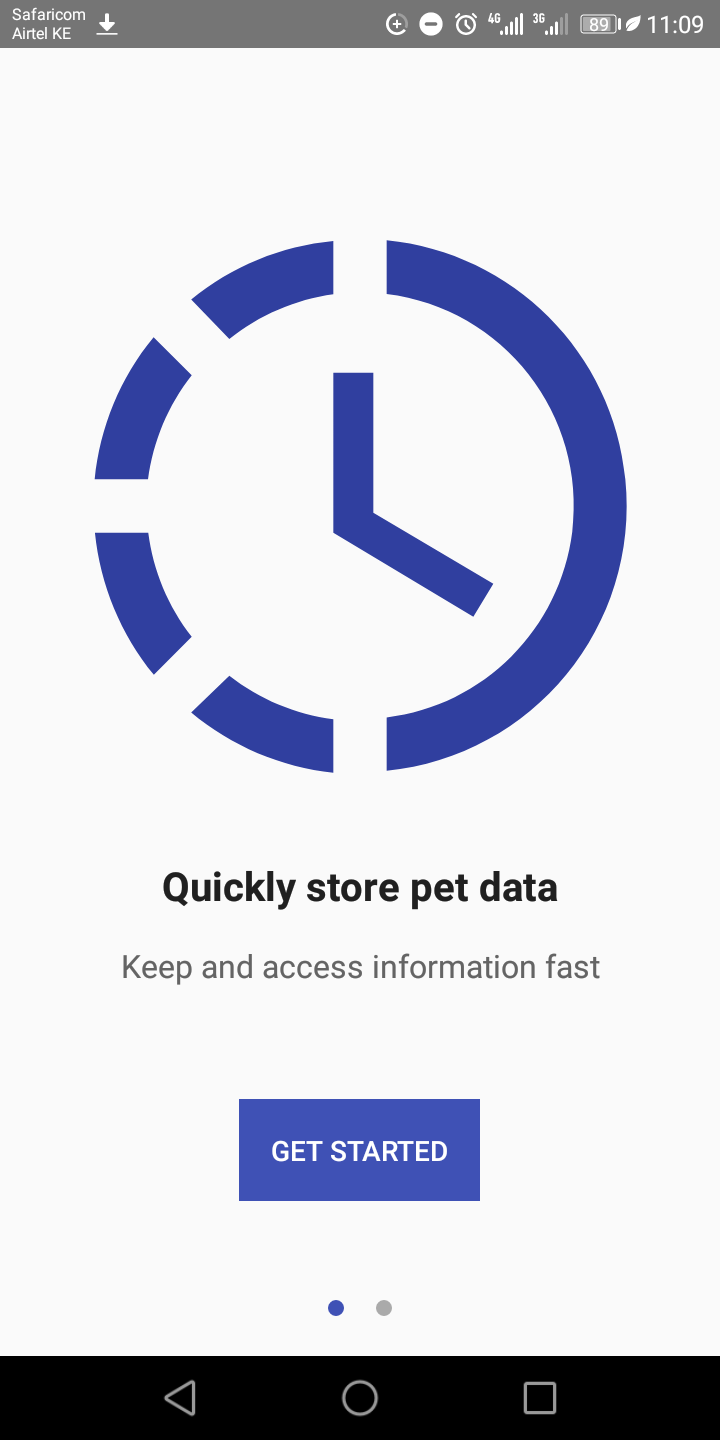 Safaricom
Airtel KE
4G 3G 89 11:09
Quickly store pet data
Keep and access information fast
GET STARTED